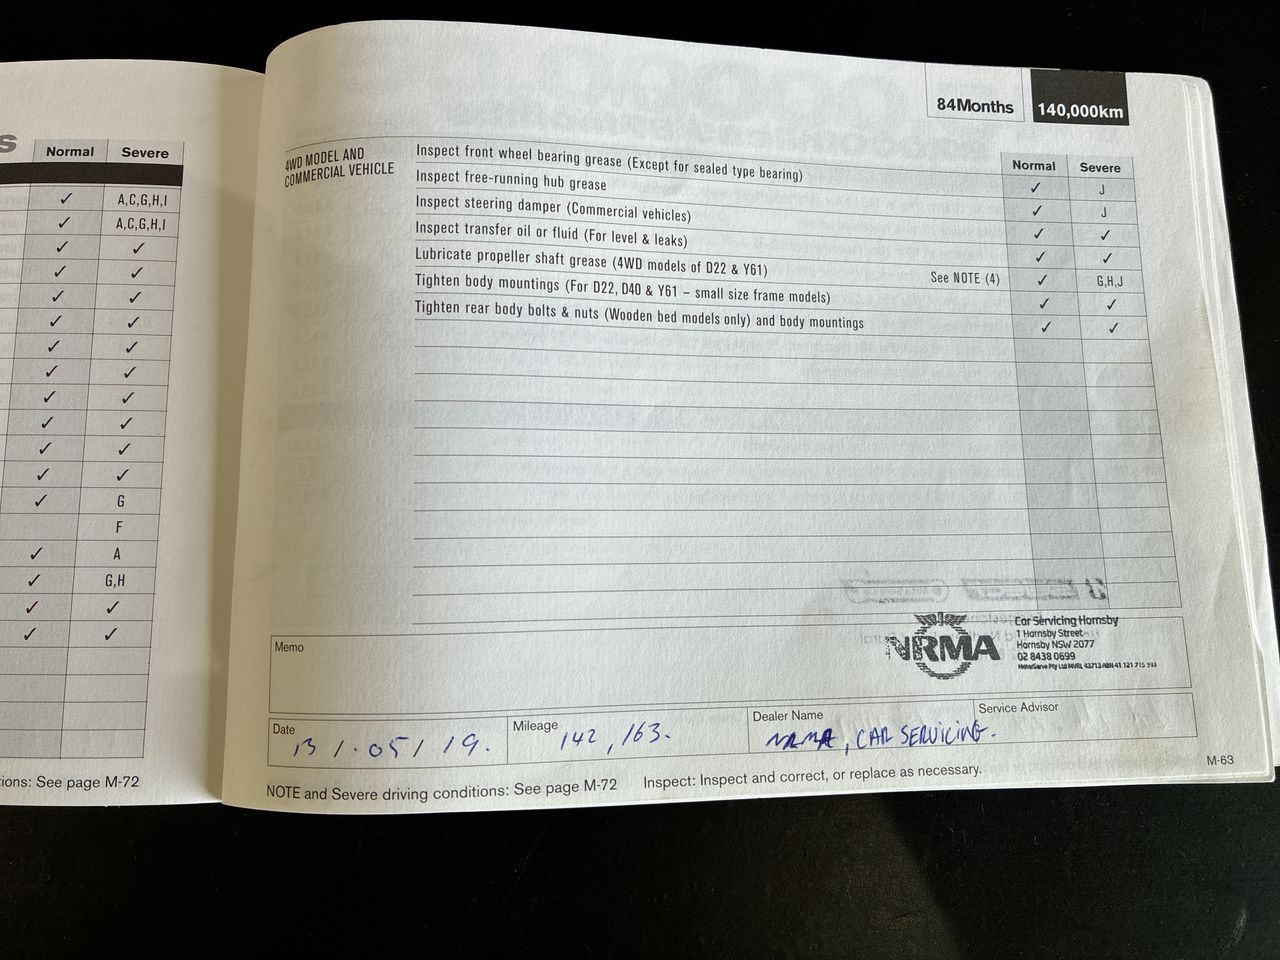 s
Normal Severe
✓ A,C,G,H,I
✓ A,C,G,H,I
✓ ✓
✓ ✓
✓ ✓
✓ ✓
✓ ✓
✓ ✓
✓ ✓
✓ ✓
✓ ✓
✓ ✓
✓ G
F
✓ A
✓ G,H
✓ ✓
✓ ✓
tions: See page M-72
84Months 140,000km
Normal Severe
4WD MODEL AND
COMMERCIAL VEHICLE
Inspect front wheel bearing grease (Except for sealed type bearing) ✓ J
Inspect free-running hub grease ✓ J
Inspect steering damper (Commercial vehicles) ✓ ✓
Inspect transfer oil or fluid (For level & leaks) ✓ ✓
Lubricate propeller shaft grease (4WD models of D22 & Y61) See NOTE (4) ✓ G,H,J
Tighten body mountings (For D22, D40 & Y61 – small size frame models) ✓ ✓
Tighten rear body bolts & nuts (Wooden bed models only) and body mountings ✓ ✓
Memo
NRMA
Car Servicing Hornsby
1 Hornsby Street
Hornsby NSW 2077
02 8438 0699
Date 13/.05/19.
Mileage 142,163.
Dealer Name NRMA, CAR SERVICING.
Service Advisor
NOTE and Severe driving conditions: See page M-72 Inspect: Inspect and correct, or replace as necessary.
M-63